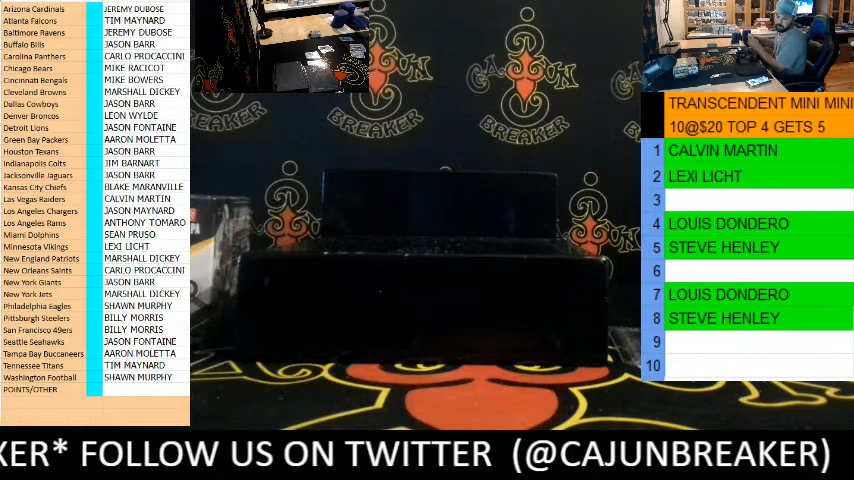 Arizona Cardinals JEREMY DUBOSE
Atlanta Falcons TIM MAYNARD
Baltimore Ravens JEREMY DUBOSE
Buffalo Bills JASON BARR
Carolina Panthers CARLO PROCACCINI
Chicago Bears MIKE RACICOT
Cincinnati Bengals MIKE BOWERS
Cleveland Browns MARSHALL DICKEY
Dallas Cowboys JASON BARR
Denver Broncos LEON WYLDE
Detroit Lions JASON FONTAINE
Green Bay Packers AARON MOLETTA
Houston Texans JASON BARR
Indianapolis Colts JIM BARNART
Jacksonville Jaguars JASON BARR
Kansas City Chiefs BLAKE MARANVILLE
Las Vegas Raiders CALVIN MARTIN
Los Angeles Chargers JASON MAYNARD
Los Angeles Rams ANTHONY TOMARO
Miami Dolphins SEAN PRUSO
Minnesota Vikings LEXI LICHT
New England Patriots MARSHALL DICKEY
New Orleans Saints CARLO PROCACCINI
New York Giants JASON BARR
New York Jets MARSHALL DICKEY
Philadelphia Eagles SHAWN MURPHY
Pittsburgh Steelers BILLY MORRIS
San Francisco 49ers BILLY MORRIS
Seattle Seahawks JASON FONTAINE
Tampa Bay Buccaneers AARON MOLETTA
Tennessee Titans TIM MAYNARD
Washington Football SHAWN MURPHY
POINTS/OTHER
CAJUN
BREAKER
CAJUN
BREAKER
BREAKER
TRANSCENDENT MINI MINI
10@$20 TOP 4 GETS 5
1 CALVIN MARTIN
2 LEXI LICHT
3
4 LOUIS DONDERO
5 STEVE HENLEY
6
7 LOUIS DONDERO
8 STEVE HENLEY
9
10
XER* FOLLOW US ON TWITTER (@CAJUNBREAKER)